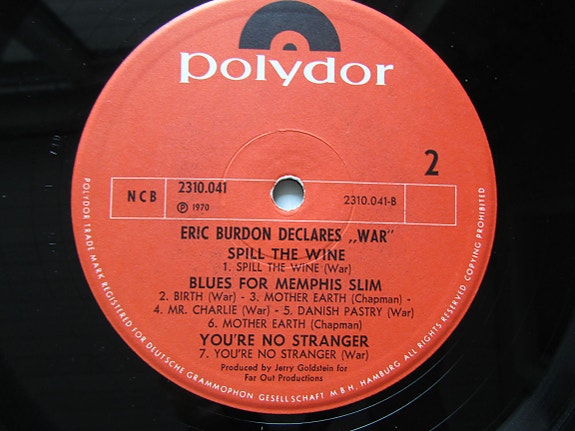 polydor
2
NCB
2310.041
℗ 1970
2310.041-B
ERIC BURDON DECLARES „WAR"
SPILL THE WINE
1. SPILL THE WINE (War)
BLUES FOR MEMPHIS SLIM
2. BIRTH (War) - 3. MOTHER EARTH (Chapman) -
4. MR. CHARLIE (War) - 5. DANISH PASTRY (War)
6. MOTHER EARTH (Chapman)
YOU'RE NO STRANGER
7. YOU'RE NO STRANGER (War)
Produced by Jerry Goldstein for
Far Out Productions
POLYDOR TRADE MARK REGISTERED FOR DEUTSCHE GRAMMOPHON GESELLSCHAFT M B H. HAMBURG ALL RIGHTS RESERVED COPYING PROHIBITED